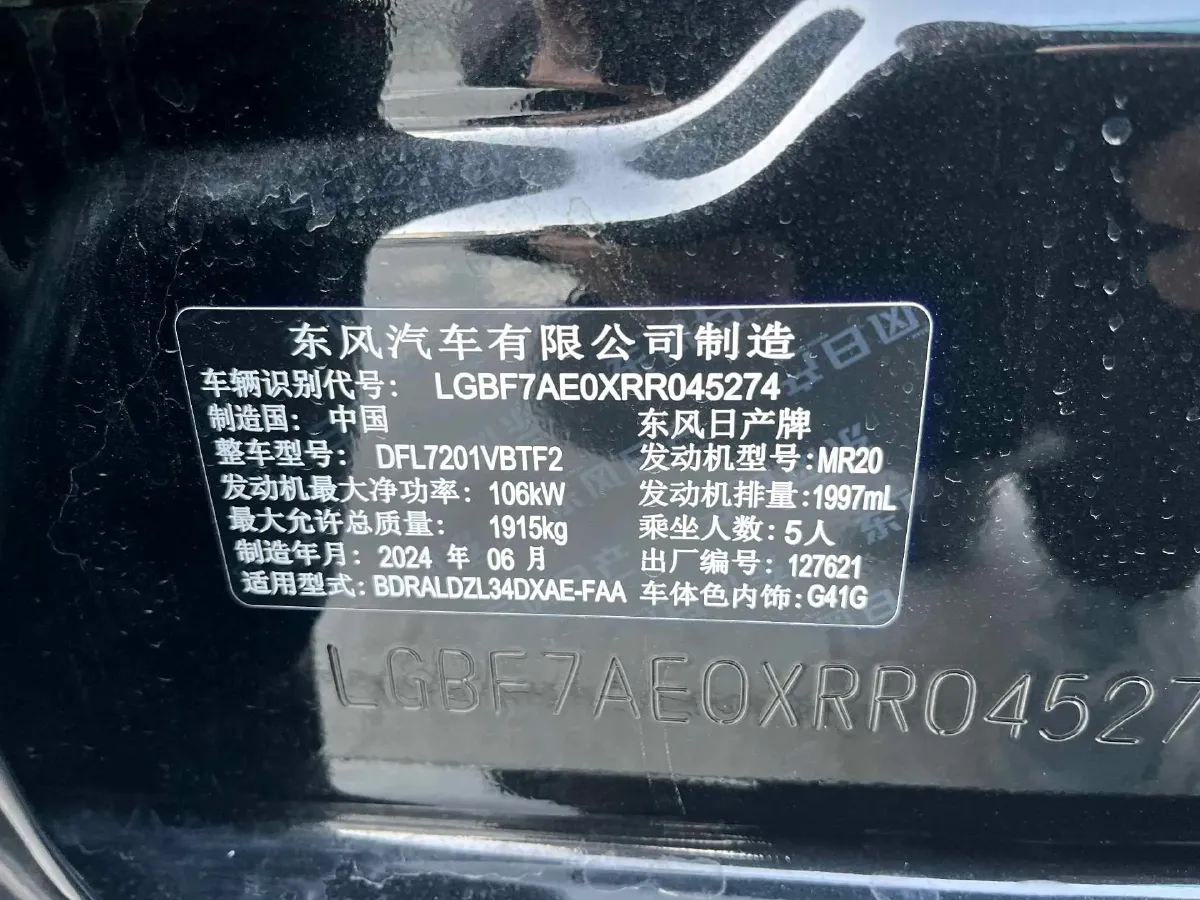 东风汽车有限公司制造
车辆识别代号： LGBF7AE0XRR045274
制造国： 中国 东风日产牌
整车型号： DFL7201VBTF2 发动机型号:MR20
发动机最大净功率: 106kW 发动机排量:1997mL
最大允许总质量: 1915kg 乘坐人数:5人
制造年月: 2024 年 06 月 出厂编号: 127621
适用型式:BDRALDZL34DXAE-FAA 车体色内饰:G41G
LGBF7AE0XRR04527